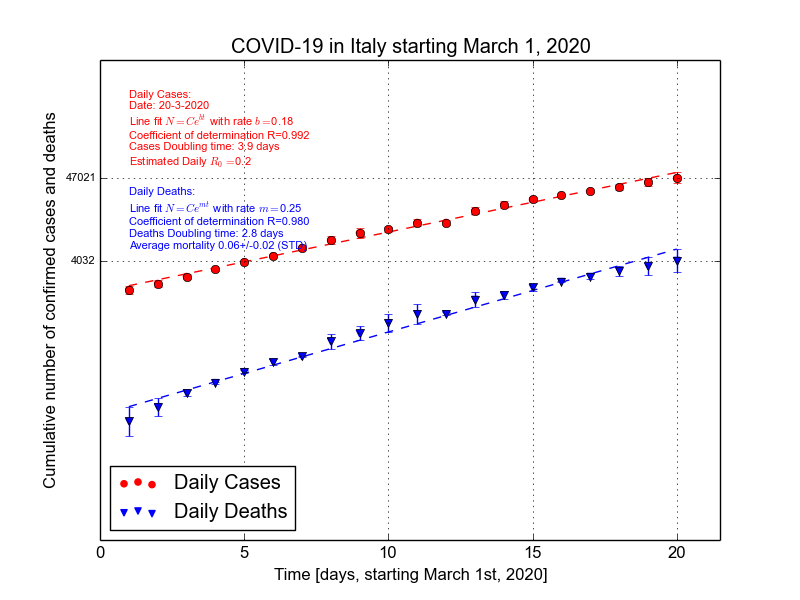 COVID-19 in Italy starting March 1, 2020
Daily Cases:
Date: 20-3-2020
Line fit N = Ce^{bt} with rate b =0.18
Coefficient of determination R=0.992
Cases Doubling time: 3.9 days
Estimated Daily R_0 =0.2
Daily Deaths:
Line fit N = Ce^{mt} with rate m =0.25
Coefficient of determination R=0.980
Deaths Doubling time: 2.8 days
Average mortality 0.06+/-0.02 (STD)
47021
4032
Cumulative number of confirmed cases and deaths
Daily Cases
Daily Deaths
0 5 10 15 20
Time [days, starting March 1st, 2020]